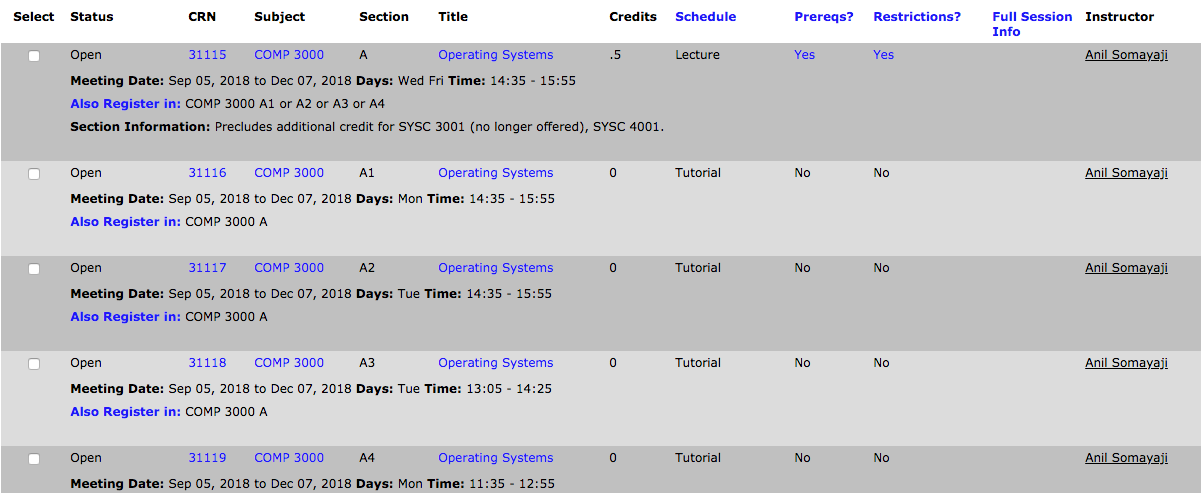 Select Status CRN Subject Section Title Credits Schedule Prereqs? Restrictions? Full Session Instructor
Info
Open 31115 COMP 3000 A Operating Systems .5 Lecture Yes Yes Anil Somayaji
Meeting Date: Sep 05, 2018 to Dec 07, 2018 Days: Wed Fri Time: 14:35 - 15:55
Also Register in: COMP 3000 A1 or A2 or A3 or A4
Section Information: Precludes additional credit for SYSC 3001 (no longer offered), SYSC 4001.
Open 31116 COMP 3000 A1 Operating Systems 0 Tutorial No No Anil Somayaji
Meeting Date: Sep 05, 2018 to Dec 07, 2018 Days: Mon Time: 14:35 - 15:55
Also Register in: COMP 3000 A
Open 31117 COMP 3000 A2 Operating Systems 0 Tutorial No No Anil Somayaji
Meeting Date: Sep 05, 2018 to Dec 07, 2018 Days: Tue Time: 14:35 - 15:55
Also Register in: COMP 3000 A
Open 31118 COMP 3000 A3 Operating Systems 0 Tutorial No No Anil Somayaji
Meeting Date: Sep 05, 2018 to Dec 07, 2018 Days: Tue Time: 13:05 - 14:25
Also Register in: COMP 3000 A
Open 31119 COMP 3000 A4 Operating Systems 0 Tutorial No No Anil Somayaji
Meeting Date: Sep 05, 2018 to Dec 07, 2018 Days: Mon Time: 11:35 - 12:55